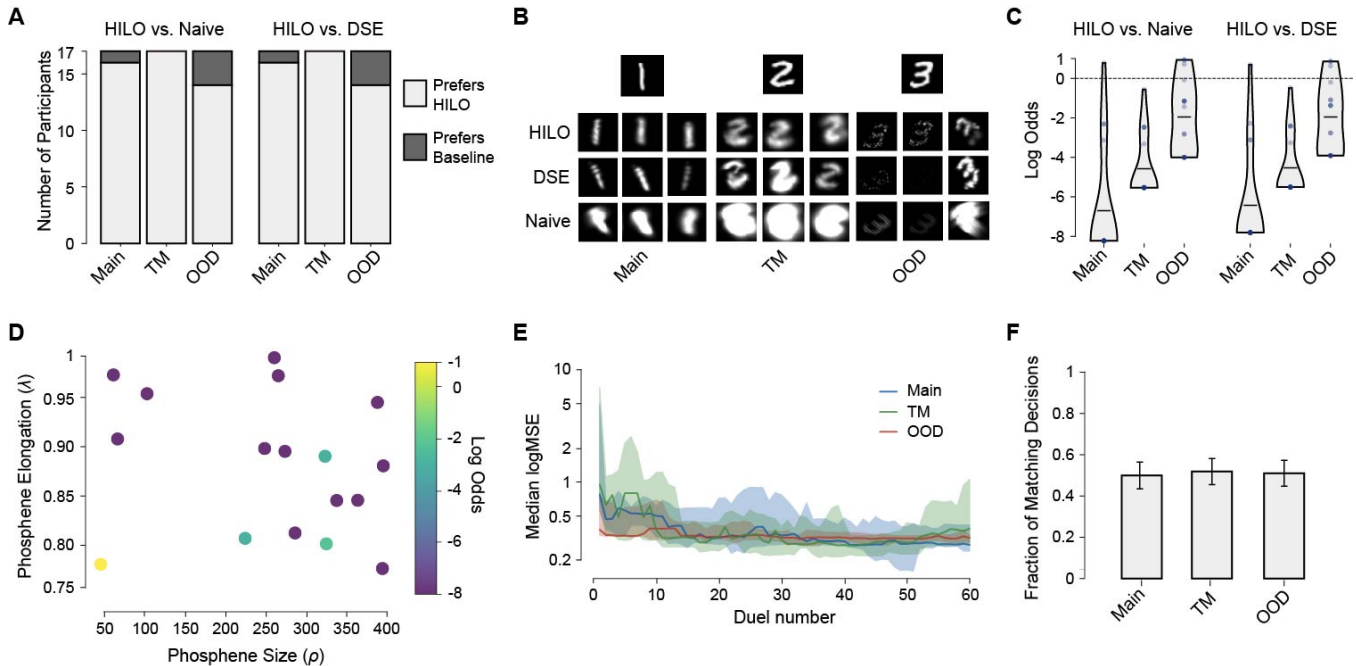 A
HILO vs. Naive HILO vs. DSE
Number of Participants
17
15
10
5
0
Main TM OOD Main TM OOD
Prefers
HILO
Prefers
Baseline
B
HILO
DSE
Naive
Main TM OOD
C
HILO vs. Naive HILO vs. DSE
Log Odds
1
0
-2
-4
-6
-8
Main TM OOD Main TM OOD
D
Phosphene Elongation (λ)
1
0.95
0.90
0.85
0.80
0.75
50 100 150 200 250 300 350 400
Phosphene Size (ρ)
-1
0
-2
-4
-6
-8
Log Odds
E
Median logMSE
10
5
2
1
0.5
0.2
0 10 20 30 40 50 60
Duel number
Main
TM
OOD
F
Fraction of Matching Decisions
1
0.8
0.6
0.4
0.2
0
Main TM OOD